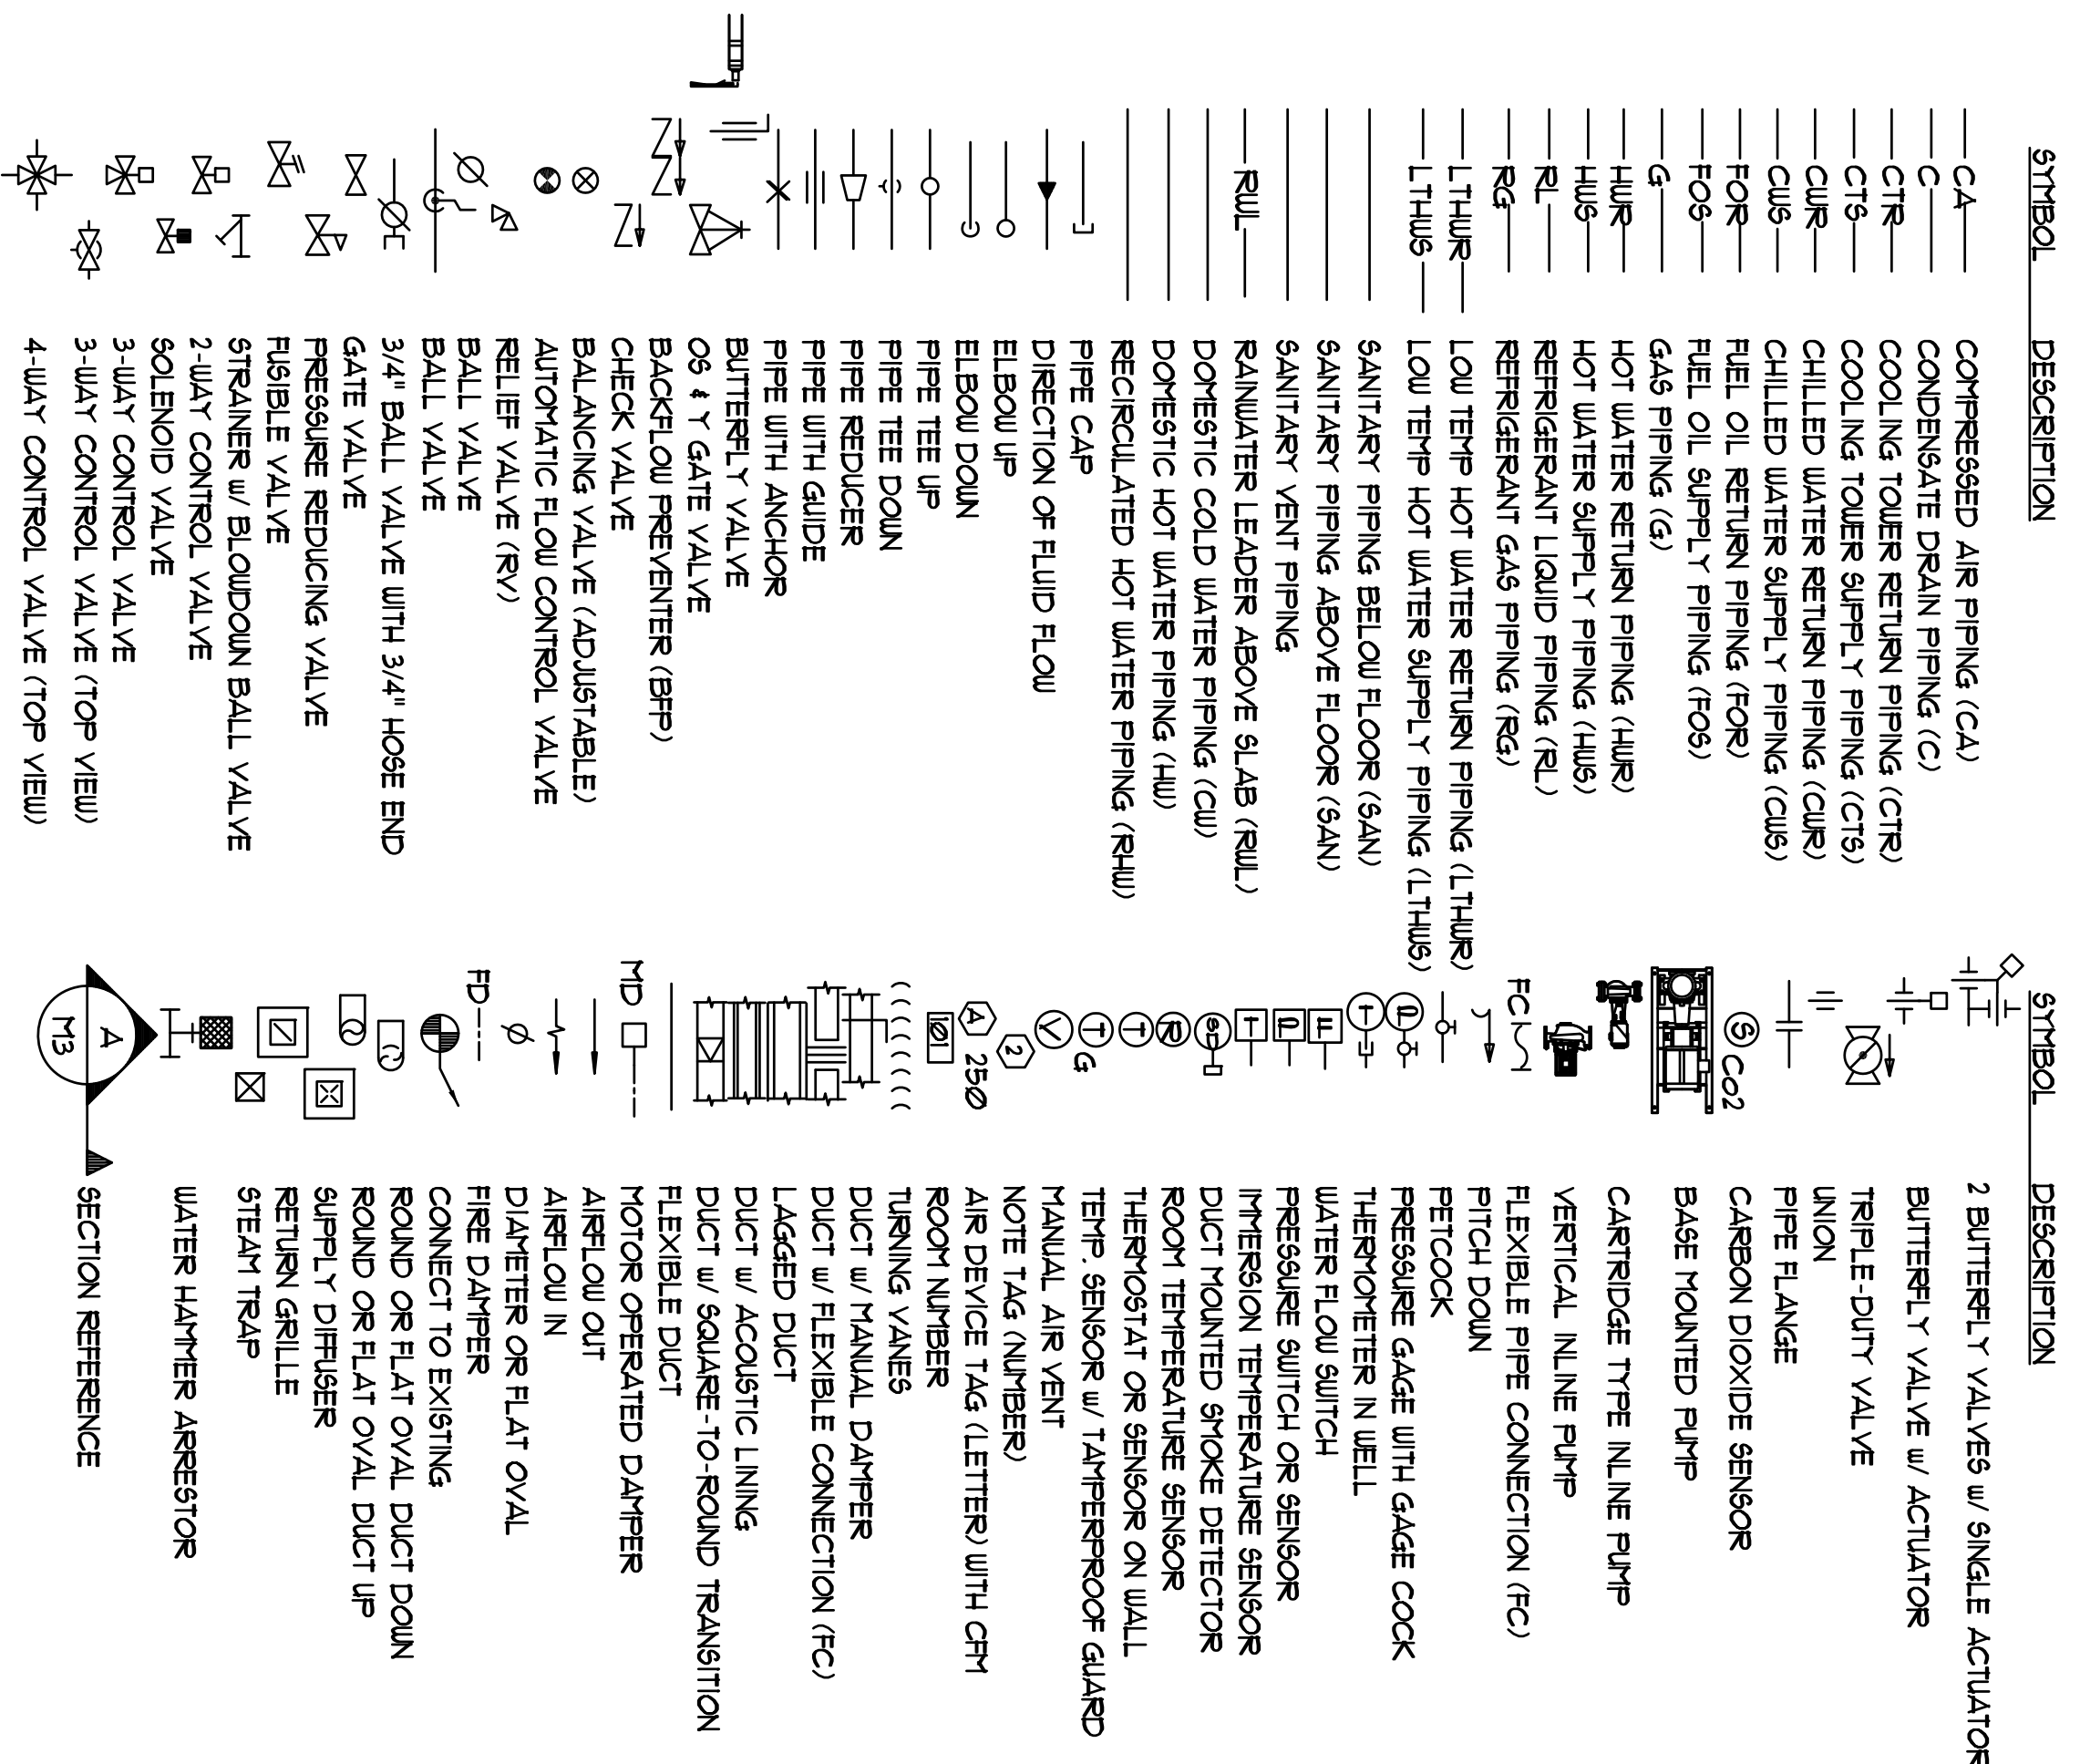 SYMBOL DESCRIPTION
CA COMPRESSED AIR PIPING (CA)
C CONDENSATE DRAIN PIPING (C)
CTR COOLING TOWER RETURN PIPING (CTR)
CTS COOLING TOWER SUPPLY PIPING (CTS)
CWR CHILLED WATER RETURN PIPING (CWR)
CWS CHILLED WATER SUPPLY PIPING (CWS)
FOR FUEL OIL RETURN PIPING (FOR)
FOS FUEL OIL SUPPLY PIPING (FOS)
G GAS PIPING (G)
HWR HOT WATER RETURN PIPING (HWR)
HWS HOT WATER SUPPLY PIPING (HWS)
RL REFRIGERANT LIQUID PIPING (RL)
RG REFRIGERANT GAS PIPING (RG)
LTHWR LOW TEMP HOT WATER RETURN PIPING (LTHWR)
LTHWS LOW TEMP HOT WATER SUPPLY PIPING (LTHWS)
SANITARY PIPING BELOW FLOOR (SAN)
SANITARY PIPING ABOVE FLOOR (SAN)
SANITARY VENT PIPING
RWL RAINWATER LEADER ABOVE SLAB (RWL)
DOMESTIC COLD WATER PIPING (CW)
DOMESTIC HOT WATER PIPING (HW)
RECIRCULATED HOT WATER PIPING (RHW)
PIPE CAP
DIRECTION OF FLUID FLOW
ELBOW UP
ELBOW DOWN
PIPE TEE UP
PIPE TEE DOWN
PIPE REDUCER
PIPE WITH GUIDE
PIPE WITH ANCHOR
BUTTERFLY VALVE
OS & Y GATE VALVE
BACKFLOW PREVENTER (BFP)
CHECK VALVE
BALANCING VALVE (ADJUSTABLE)
AUTOMATIC FLOW CONTROL VALVE
RELIEF VALVE (RV)
BALL VALVE
BALL VALVE
3/4" BALL VALVE WITH 3/4" HOSE END
GATE VALVE
PRESSURE REDUCING VALVE
FUSIBLE VALVE
STRAINER w/ BLOWDOWN BALL VALVE
2-WAY CONTROL VALVE
SOLENOID VALVE
3-WAY CONTROL VALVE
3-WAY CONTROL VALVE (TOP VIEW)
4-WAY CONTROL VALVE (TOP VIEW)
SYMBOL DESCRIPTION
2 BUTTERFLY VALVES w/ SINGLE ACTUATOR
BUTTERFLY VALVE w/ ACTUATOR
TRIPLE-DUTY VALVE
UNION
PIPE FLANGE
S CO2 CARBON DIOXIDE SENSOR
BASE MOUNTED PUMP
CARTRIDGE TYPE INLINE PUMP
VERTICAL INLINE PUMP
FC FLEXIBLE PIPE CONNECTION (FC)
PITCH DOWN
PETCOCK
P PRESSURE GAGE WITH GAGE COCK
T THERMOMETER IN WELL
F WATER FLOW SWITCH
P PRESSURE SWITCH OR SENSOR
T IMMERSION TEMPERATURE SENSOR
SD DUCT MOUNTED SMOKE DETECTOR
R ROOM TEMPERATURE SENSOR
T THERMOSTAT OR SENSOR ON WALL
T G TEMP. SENSOR w/ TAMPERPROOF GUARD
V MANUAL AIR VENT
2 NOTE TAG (NUMBER)
A 250 AIR DEVICE TAG (LETTER) WITH CFM
101 ROOM NUMBER
TURNING VANES
DUCT w/ MANUAL DAMPER
DUCT w/ FLEXIBLE CONNECTION (FC)
LAGGED DUCT
DUCT w/ ACOUSTIC LINING
DUCT w/ SQUARE-TO-ROUND TRANSITION
FLEXIBLE DUCT
MD MOTOR OPERATED DAMPER
AIRFLOW OUT
AIRFLOW IN
DIAMETER OR FLAT OVAL
FD FIRE DAMPER
CONNECT TO EXISTING
ROUND OR FLAT OVAL DUCT DOWN
ROUND OR FLAT OVAL DUCT UP
SUPPLY DIFFUSER
RETURN GRILLE
STEAM TRAP
WATER HAMMER ARRESTOR
A M3 SECTION REFERENCE